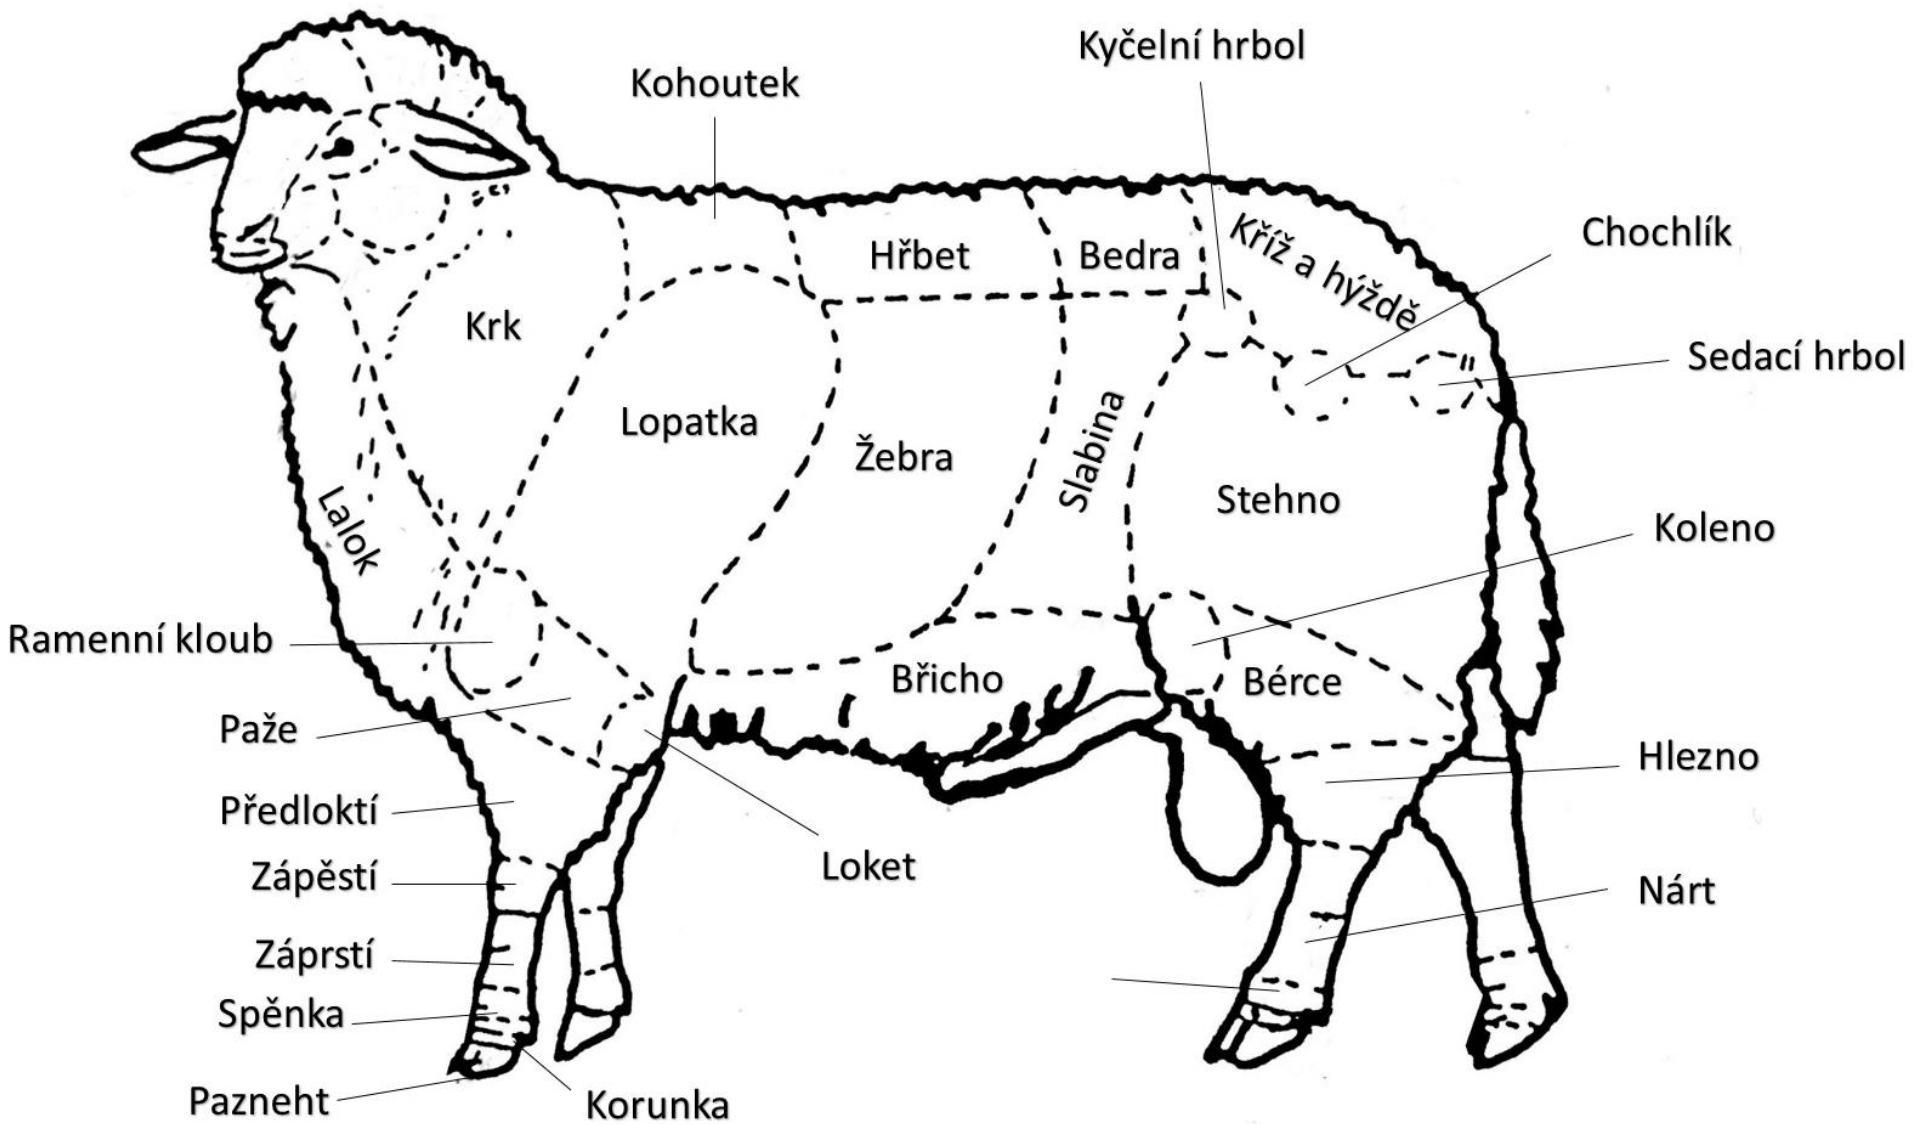 Kyčelní hrbol
Kohoutek
Chochlík
Hřbet
Bedra
Kříž a hýždě
Krk
Sedací hrbol
Lopatka
Žebra
Slabina
Stehno
Lalok
Koleno
Ramenní kloub
Břicho
Bérce
Paže
Hlezno
Předloktí
Loket
Zápěstí
Nárt
Záprstí
Spěnka
Pazneht
Korunka